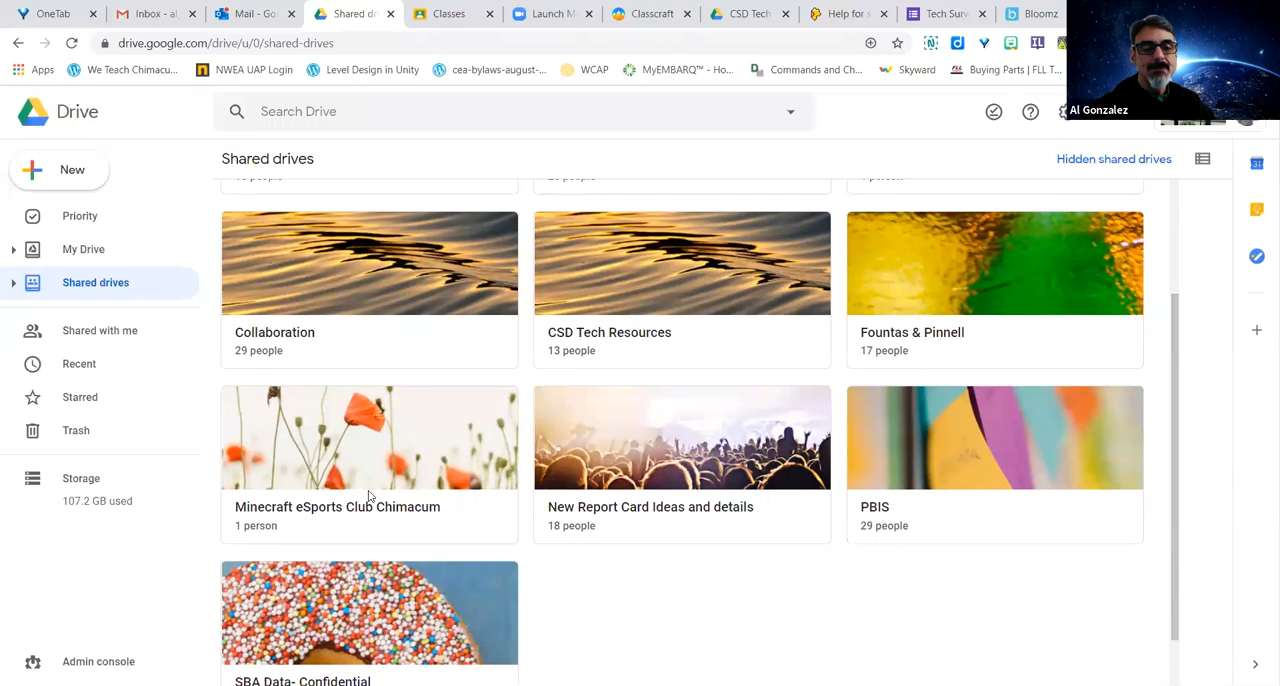 OneTab
Inbox - al
Mail - Go
Shared dr
Classes
Launch M
Classcraft
CSD Tech
Help for s
Tech Surv
Bloomz
drive.google.com/drive/u/0/shared-drives
Apps
We Teach Chimacu...
NWEA UAP Login
Level Design in Unity
cea-bylaws-august-...
WCAP
MyEMBARQ™ - Ho...
Commands and Ch...
Skyward
Buying Parts | FLL T...
Al Gonzalez
Drive
Search Drive
New
Shared drives
Hidden shared drives
Priority
My Drive
Shared drives
Shared with me
Recent
Starred
Trash
Storage
107.2 GB used
Admin console
Collaboration
29 people
CSD Tech Resources
13 people
Fountas & Pinnell
17 people
Minecraft eSports Club Chimacum
1 person
New Report Card Ideas and details
18 people
PBIS
29 people
SBA Data- Confidential